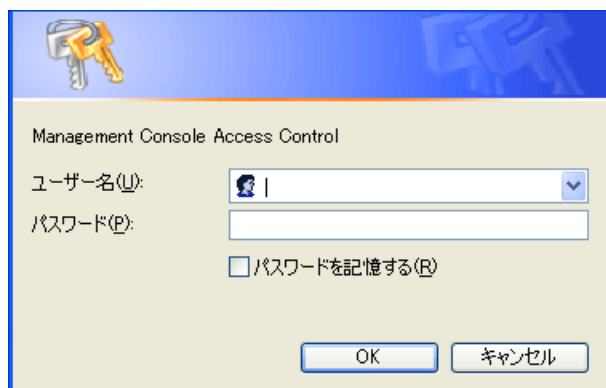 Management Console Access Control
ユーザー名(U):
パスワード(P):
パスワードを記憶する(R)
OK キャンセル